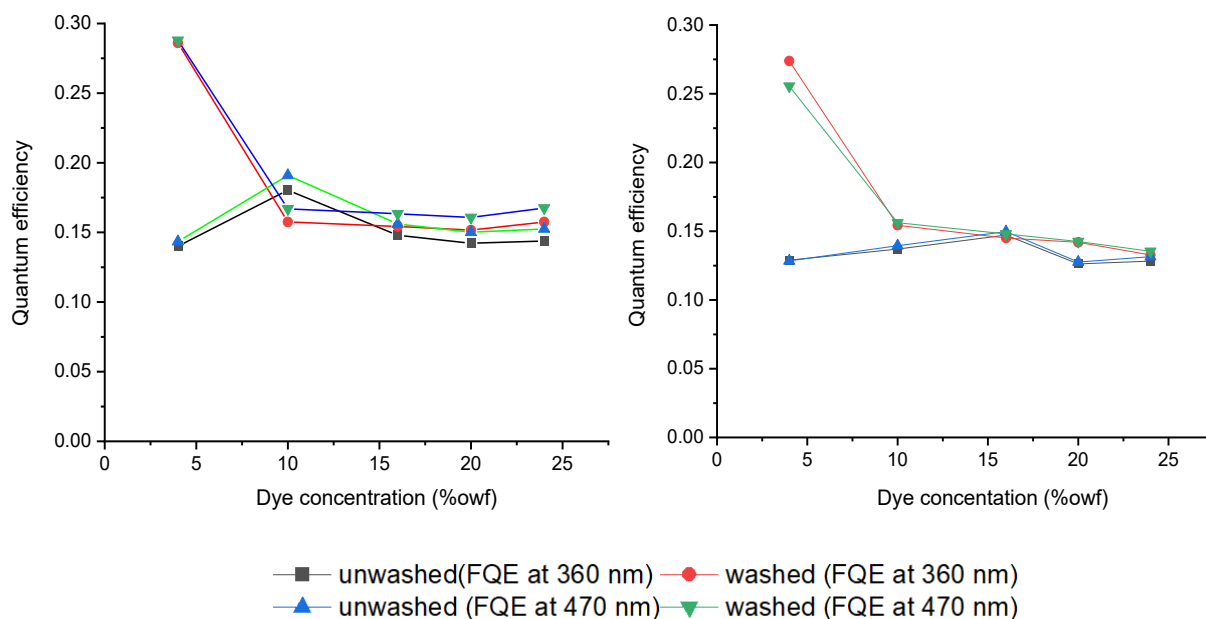 0.30
0.25
0.20
0.15
0.10
0.05
0.00
0 5 10 15 20 25
Quantum efficiency
Dye concentration (%owf)
0.30
0.25
0.20
0.15
0.10
0.05
0.00
0 5 10 15 20 25
Quantum efficiency
Dye concentation (%owf)
unwashed(FQE at 360 nm) washed (FQE at 360 nm)
unwashed (FQE at 470 nm) washed (FQE at 470 nm)